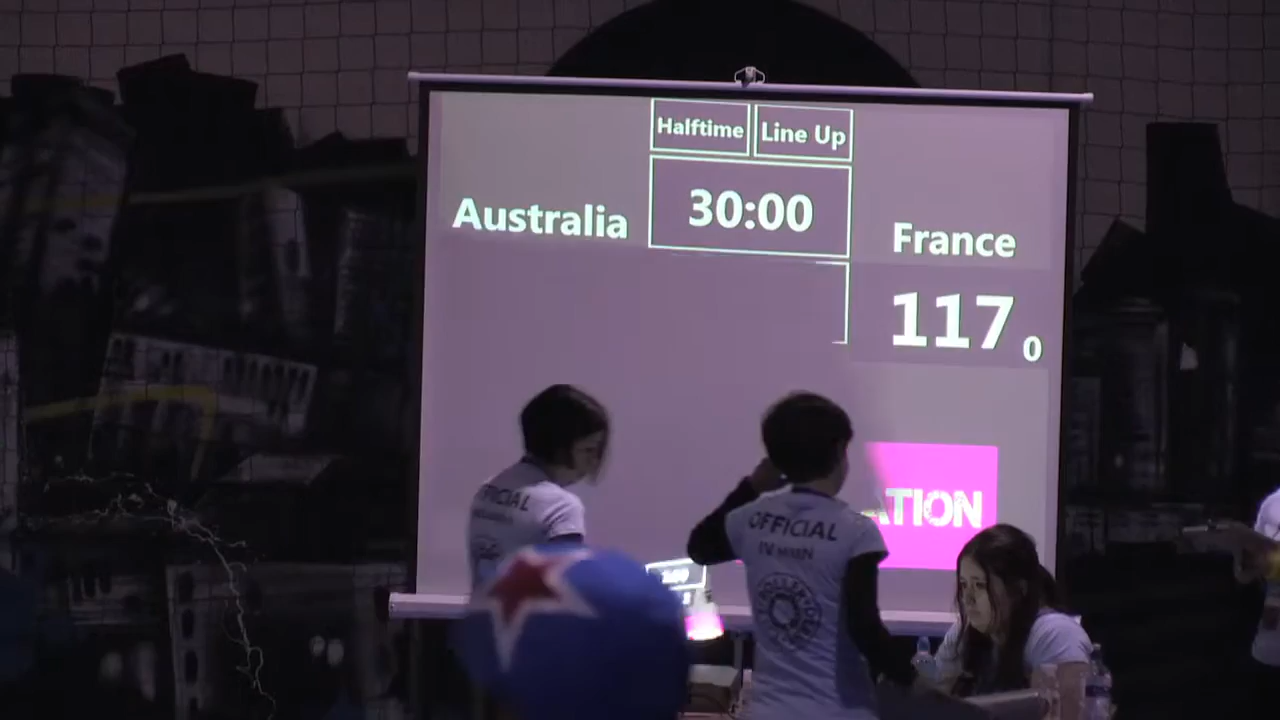 Halftime
Line Up
30:00
Australia
France
117
0
ATION
OFFICIAL
OFFICIAL